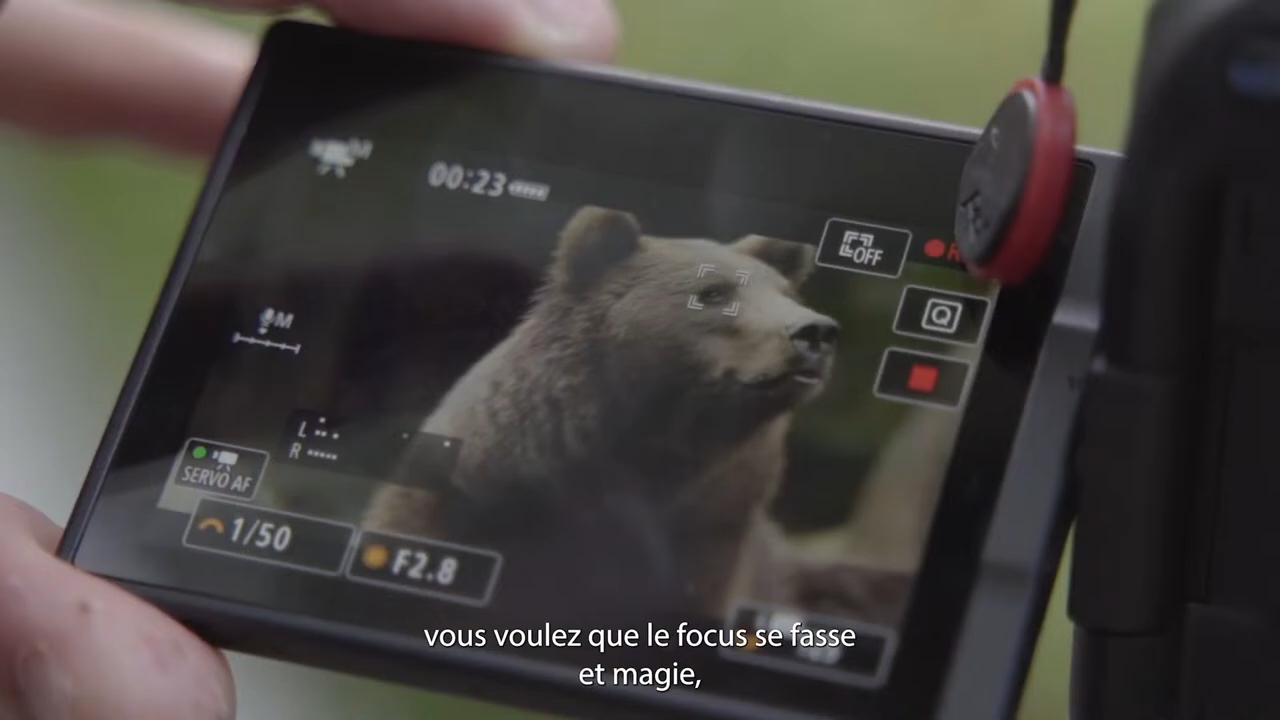 00:23
OFF
R
Q
M
L
R
SERVO AF
1/50
F2.8
vous voulez que le focus se fasse
et magie,